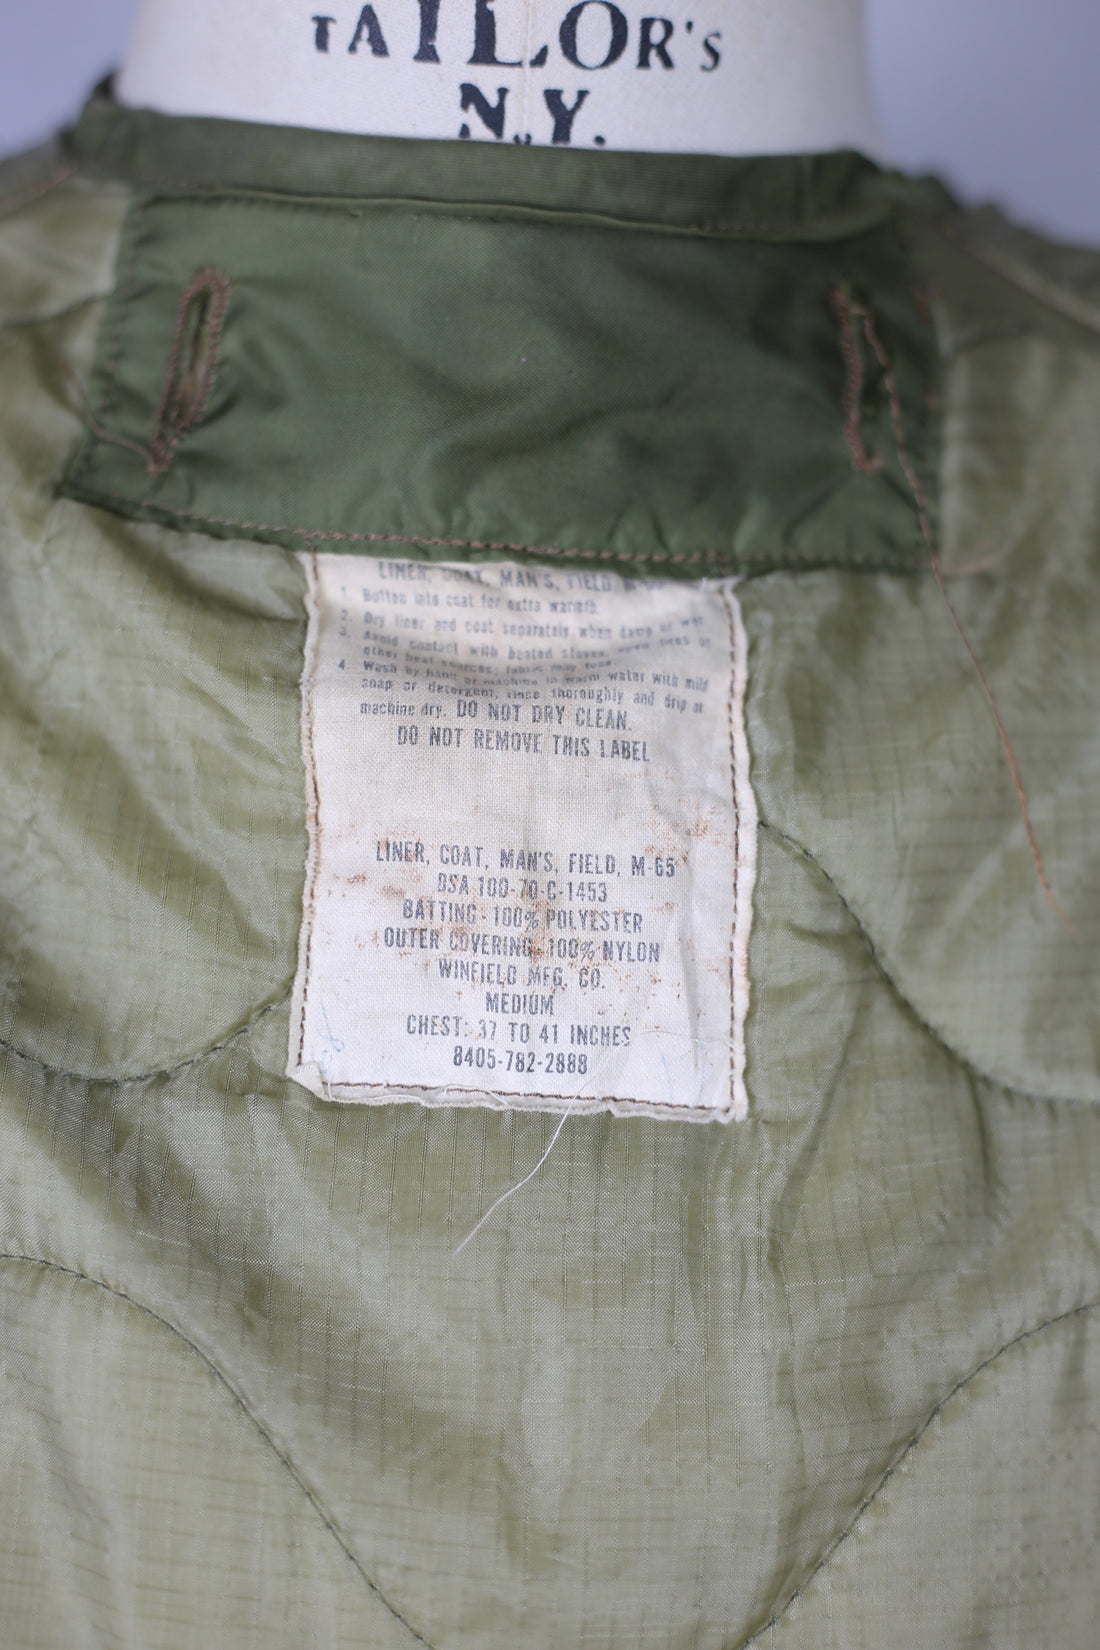 TAILOR'S
N.Y.
LINER, COAT, MAN'S, FIELD M-65
1. Button into coat for extra warmth.
2. Dry liner and coat separately when damp or wet
3. Avoid contact with heated stoves, open fires or
other heat sources; fabric may fuse.
4. Wash by hand or machine in warm water with mild
soap or detergent, rinse thoroughly and drip or
machine dry. DO NOT DRY CLEAN.
DO NOT REMOVE THIS LABEL
LINER, COAT, MAN'S, FIELD, M-65
DSA 100-70-C-1453
BATTING - 100% POLYESTER
OUTER COVERING - 100% NYLON
WINFIELD MFG. CO.
MEDIUM
CHEST: 37 TO 41 INCHES
8405-782-2888